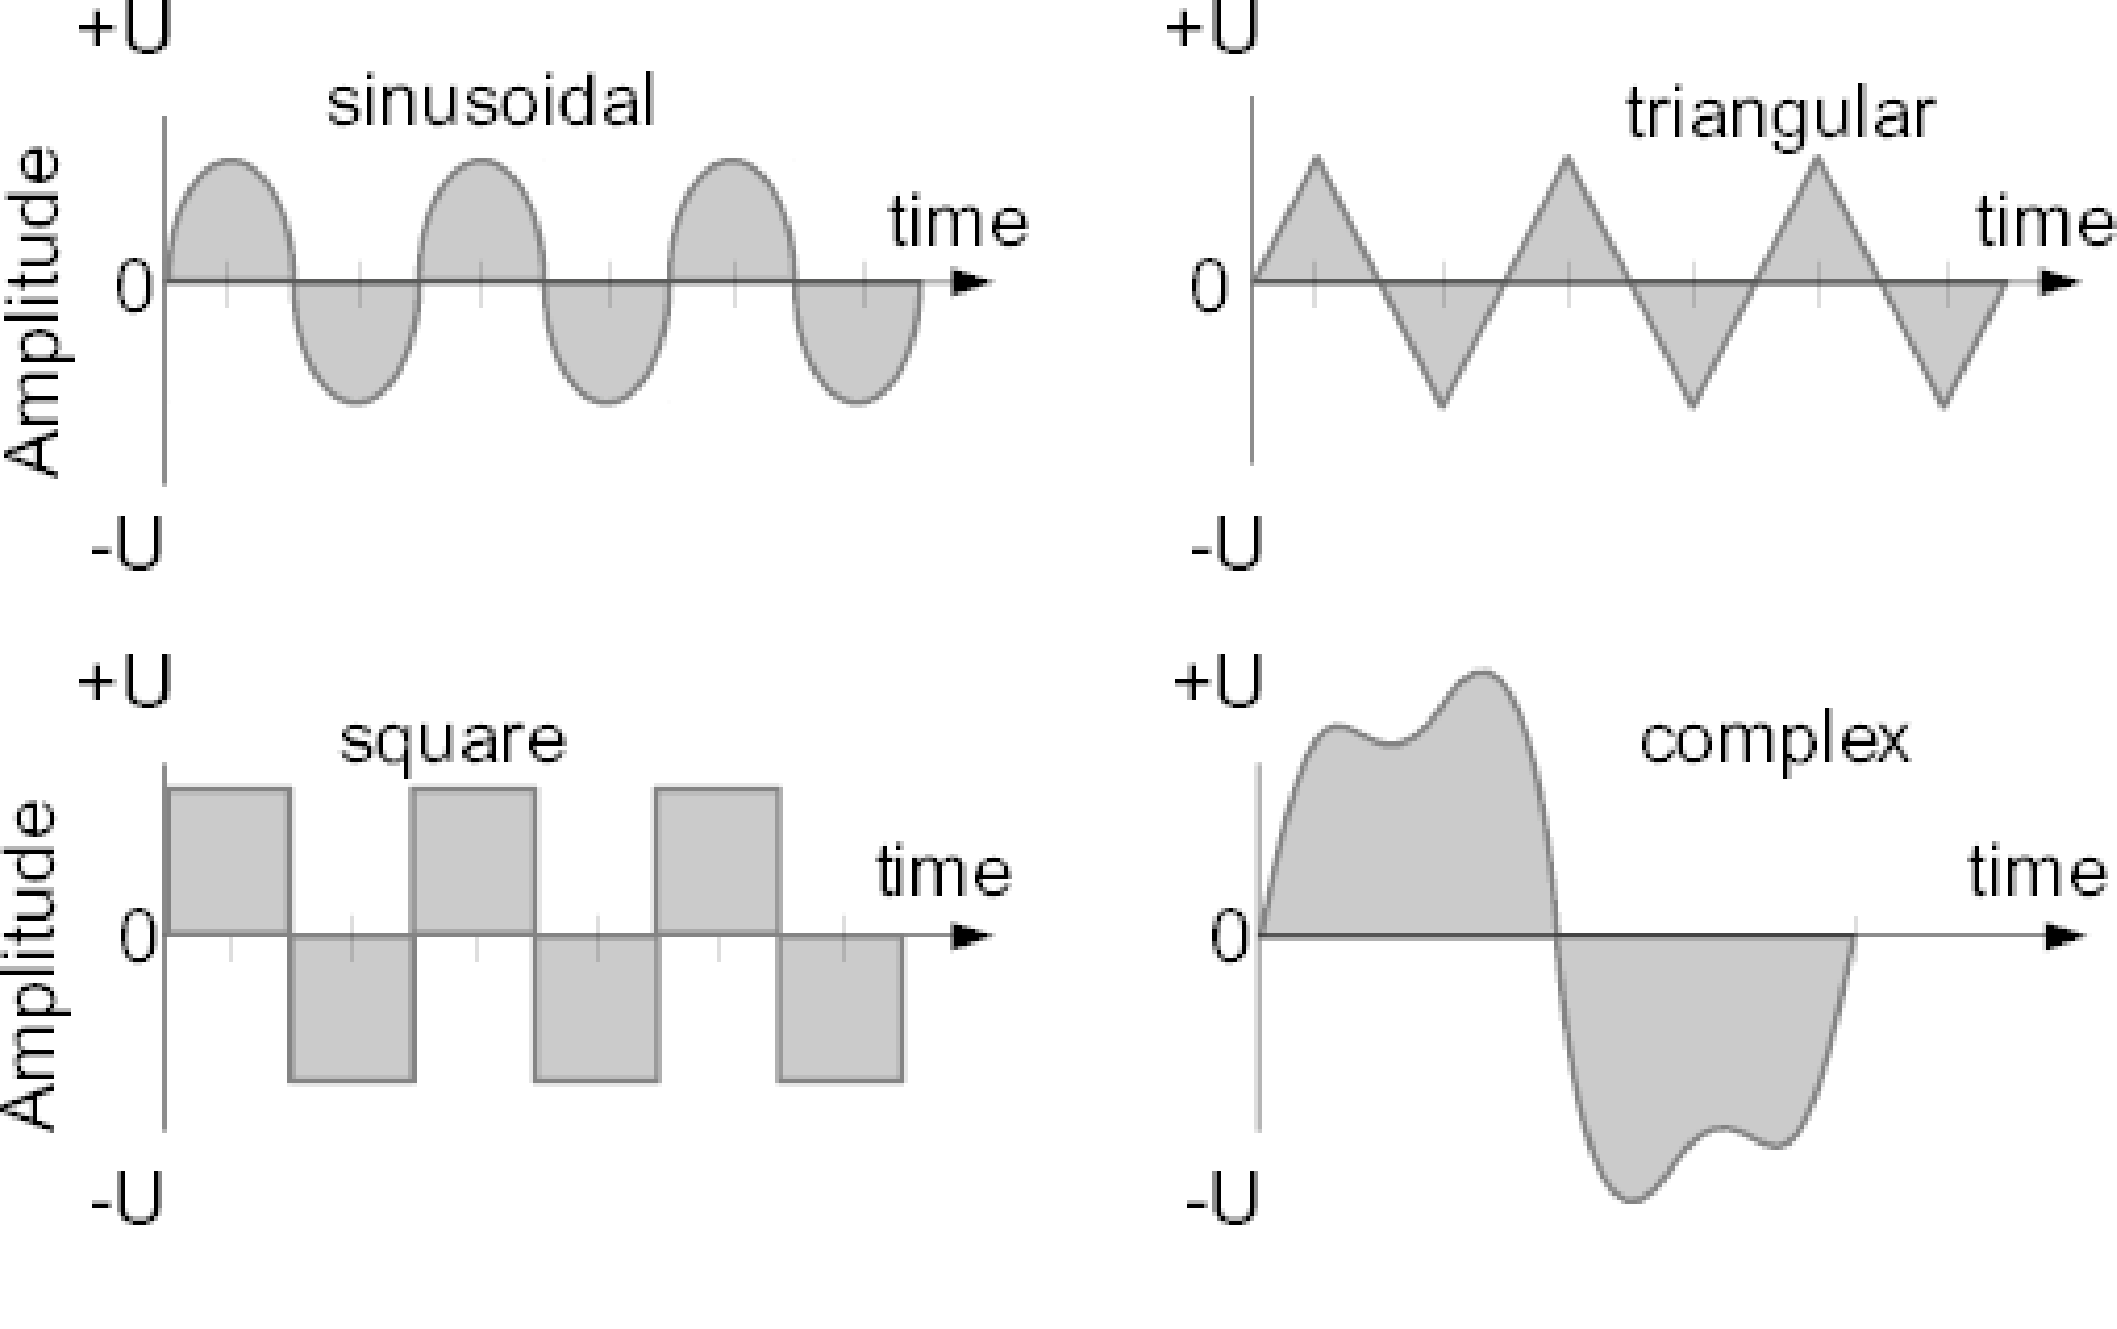 +U
sinusoidal
Amplitude
time
0
-U
+U
triangular
time
0
-U
+U
square
Amplitude
time
0
-U
+U
complex
time
0
-U